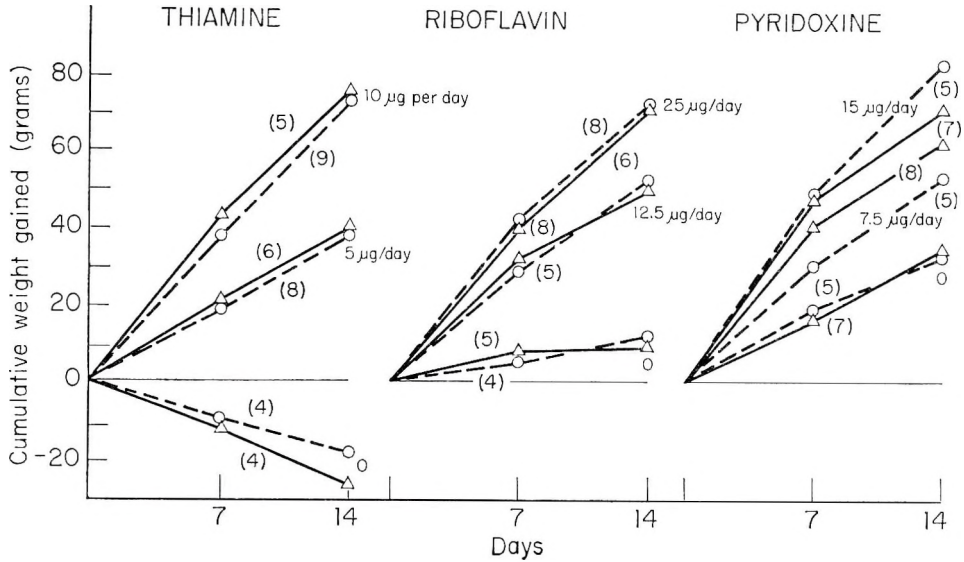 THIAMINE RIBOFLAVIN PYRIDOXINE
Cumulative weight gained (grams)
80
60
40
20
0
-20
10 µg per day
(5)
(9)
(6)
5 µg/day
(8)
(4)
(4)
0
25 µg/day
(8)
(6)
12.5 µg/day
(8)
(5)
(5)
(4)
0
15 µg/day
(5)
(7)
(8)
7.5 µg/day
(5)
(5)
(7)
0
7 14 7 14 7 14
Days